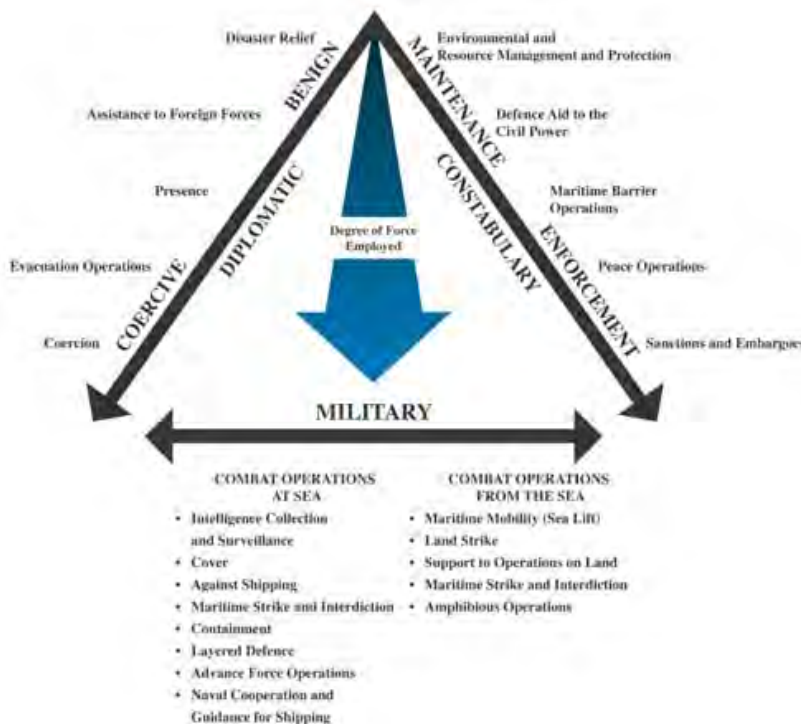 Disaster Relief
Assistance to Foreign Forces
Presence
Evacuation Operations
Coercion
BENIGN
DIPLOMATIC
COERCIVE
Degree of Force
Employed
MAINTENANCE
CONSTABULARY
ENFORCEMENT
Environmental and
Resource Management and Protection
Defence Aid to the
Civil Power
Maritime Barrier
Operations
Peace Operations
Sanctions and Embargoes
MILITARY
COMBAT OPERATIONS
AT SEA
• Intelligence Collection
and Surveillance
• Cover
• Against Shipping
• Maritime Strike and Interdiction
• Containment
• Layered Defence
• Advance Force Operations
• Naval Cooperation and
Guidance for Shipping
COMBAT OPERATIONS
FROM THE SEA
• Maritime Mobility (Sea Lift)
• Land Strike
• Support to Operations on Land
• Maritime Strike and Interdiction
• Amphibious Operations